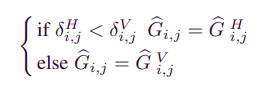 if δ^H_{i,j} < δ^V_{i,j} Ĝ_{i,j} = Ĝ^H_{i,j}
else Ĝ_{i,j} = Ĝ^V_{i,j}